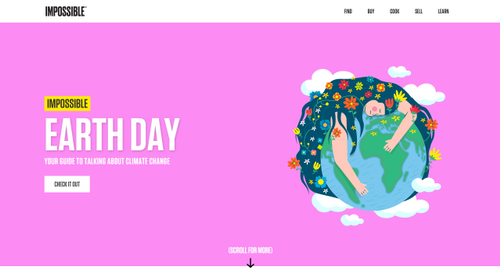 IMPOSSIBLE™
FIND BUY COOK SELL LEARN
IMPOSSIBLE
EARTH DAY
YOUR GUIDE TO TALKING ABOUT CLIMATE CHANGE
CHECK IT OUT
(SCROLL FOR MORE)